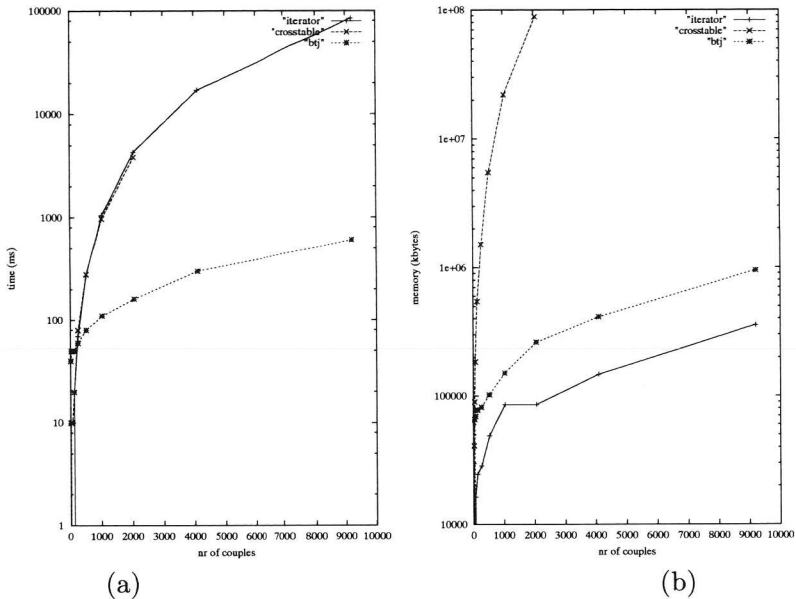 100000
10000
1000
100
10
1
time (ms)
0 1000 2000 3000 4000 5000 6000 7000 8000 9000 10000
nr of couples
"iterator"
"crosstable"
"btj"
(a)
1e+08
1e+07
1e+06
100000
10000
memory (kbytes)
0 1000 2000 3000 4000 5000 6000 7000 8000 9000 10000
nr of couples
"iterator"
"crosstable"
"btj"
(b)